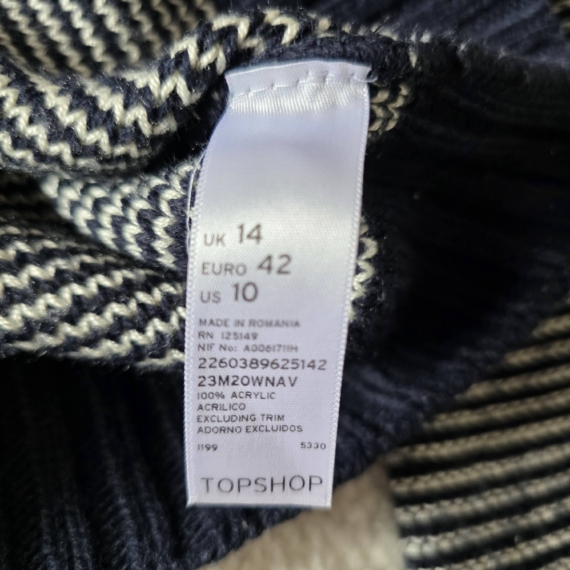 UK 14
EURO 42
US 10
MADE IN ROMANIA
RN 125149
NIF No: A0061711H
2260389625142
23M20WNAV
100% ACRYLIC
ACRILICO
EXCLUDING TRIM
ADORNO EXCLUIDOS
1199 5330
TOPSHOP